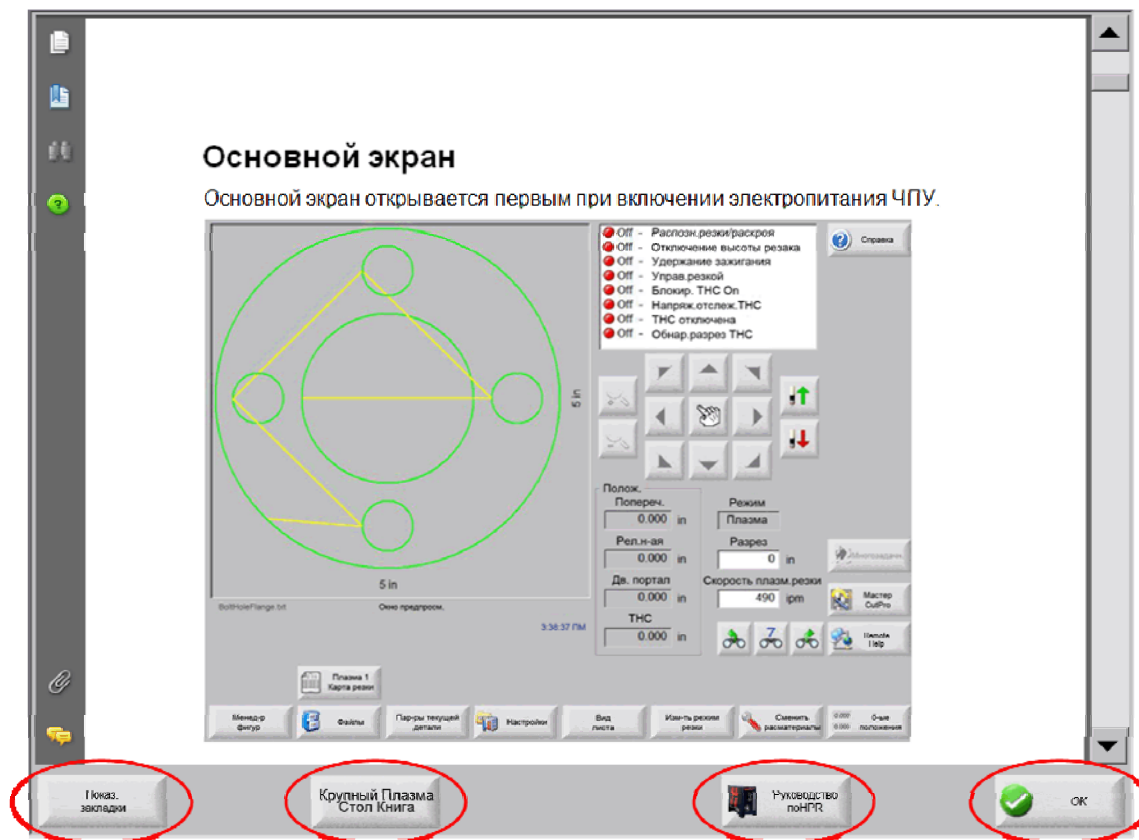 Основной экран
Основной экран открывается первым при включении электропитания ЧПУ.
Off - Распозн.резки/раскроя
Off - Отключение высоты резака
Off - Удержание зажигания
Off - Управ.резкой
Off - Блокир. THC On
Off - Напряж.отслеж.THC
Off - THC отключена
Off - Обнар.разрез THC
Справка
5 in
5 in
BoltHoleFlange.txt
Окно предпросм.
3:38:37 ПМ
Полож.
Попереч.
0.000 in
Рел.н-ая
0.000 in
Дв. портал
0.000 in
THC
0.000 in
Режим
Плазма
Разрез
0 in
Скорость плазм.резки
490 ipm
7
Многозадачн.
Мастер
CutPro
Remote
Help
Плазма 1
Карта резки
Менед-р
фигур
Файлы
Пар-ры текущей
детали
Настройки
Вид
листа
Изм-ть режим
резки
Сменить
расматериалы
0.000
0.000
0-ые
положения
Показ.
закладки
Крупный Плазма
Стол Книга
Руководство
поHPR
OK